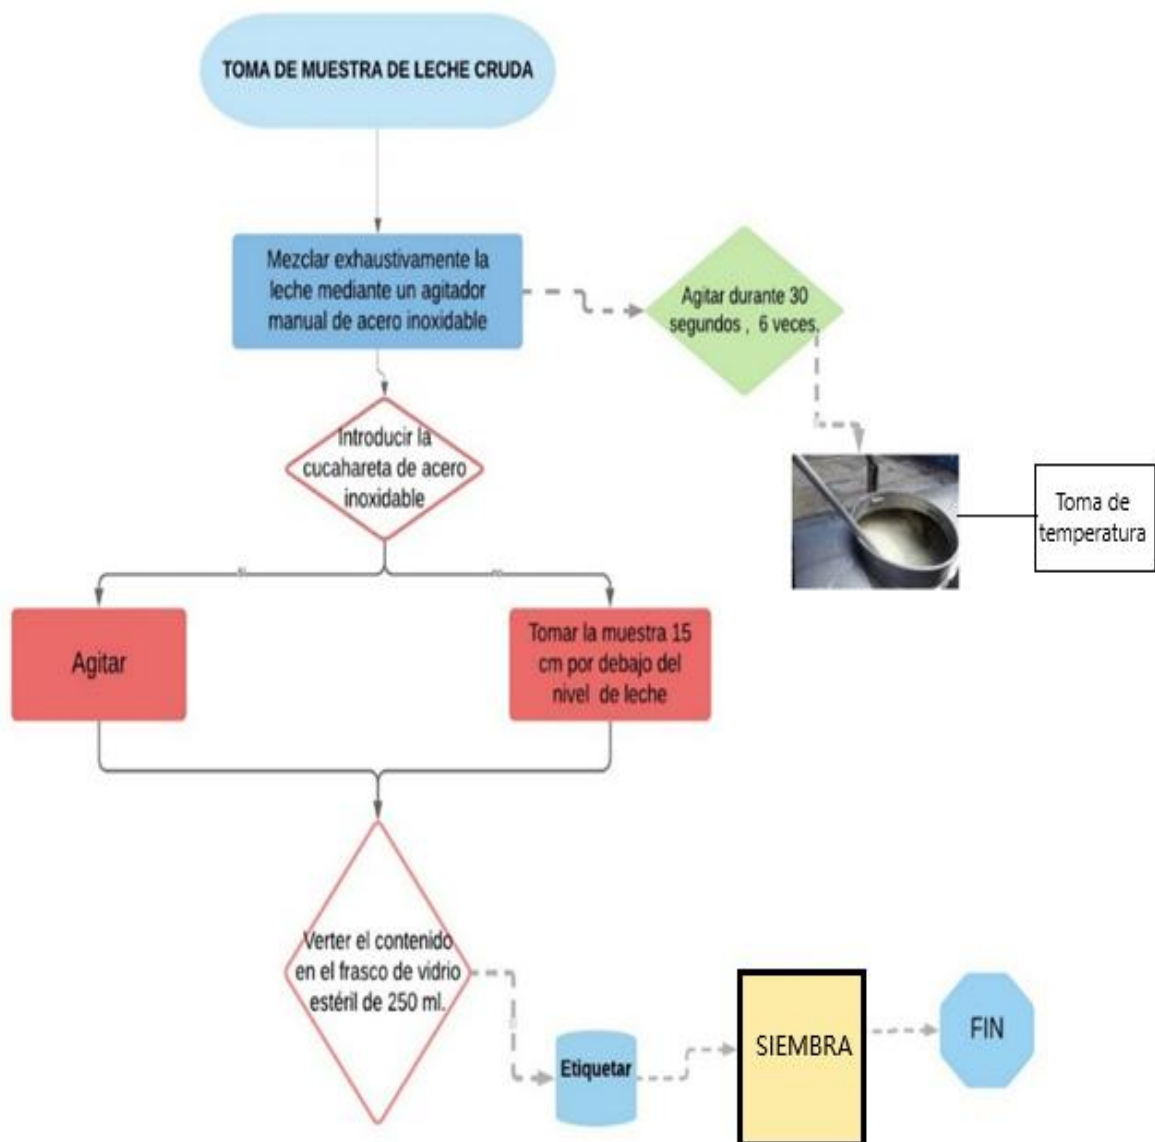 TOMA DE MUESTRA DE LECHE CRUDA
Mezclar exhaustivamente la
leche mediante un agitador
manual de acero inoxidable
Agitar durante 30
segundos , 6 veces.
Introducir la
cucahareta de acero
inoxidable
Toma de
temperatura
Agitar
Tomar la muestra 15
cm por debajo del
nivel de leche
Verter el contenido
en el frasco de vidrio
estéril de 250 ml.
Etiquetar
SIEMBRA
FIN